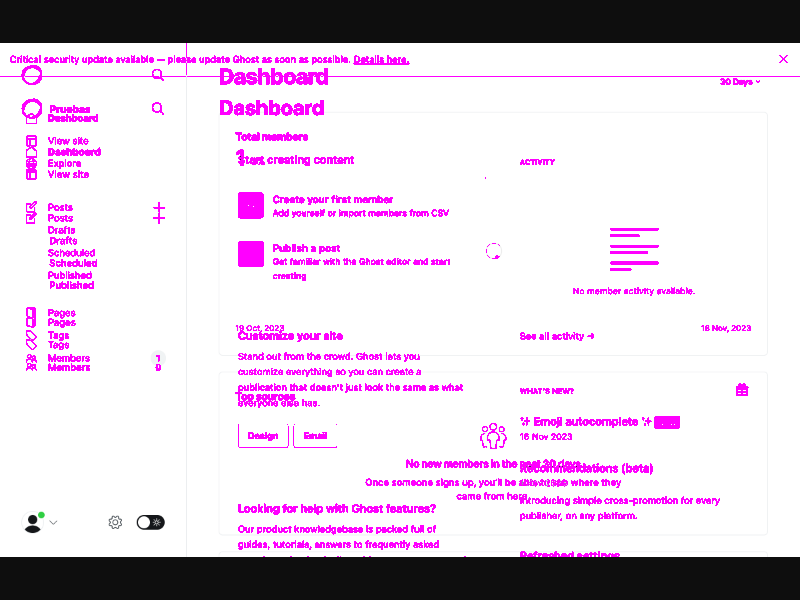 Critical security update available — please update Ghost as soon as possible. Details here.
Dashboard
30 Days
Pruebas
Dashboard
Dashboard
View site
Dashboard
Explore
View site
Posts
Posts
Drafts
Drafts
Scheduled
Scheduled
Published
Published
Pages
Pages
Tags
Tags
Members 1
Members 0
Total members
1
Start creating content
ACTIVITY
Create your first member
Add yourself or import members from CSV
Publish a post
Get familiar with the Ghost editor and start
creating
No member activity available.
19 Oct, 2023
16 Nov, 2023
Customize your site
See all activity →
Stand out from the crowd. Ghost lets you
customize everything so you can create a
publication that doesn't just look the same as what
everyone else has.
Top sources
WHAT'S NEW?
✨ Emoji autocomplete ✨
16 Nov 2023
Design
Email
No new members in the past 30 days
Recommendations (beta)
Once someone signs up, you'll be able to see where they
came from here.
Introducing simple cross-promotion for every
publisher, on any platform.
Looking for help with Ghost features?
Our product knowledgebase is packed full of
guides, tutorials, answers to frequently asked
Refreshed settings